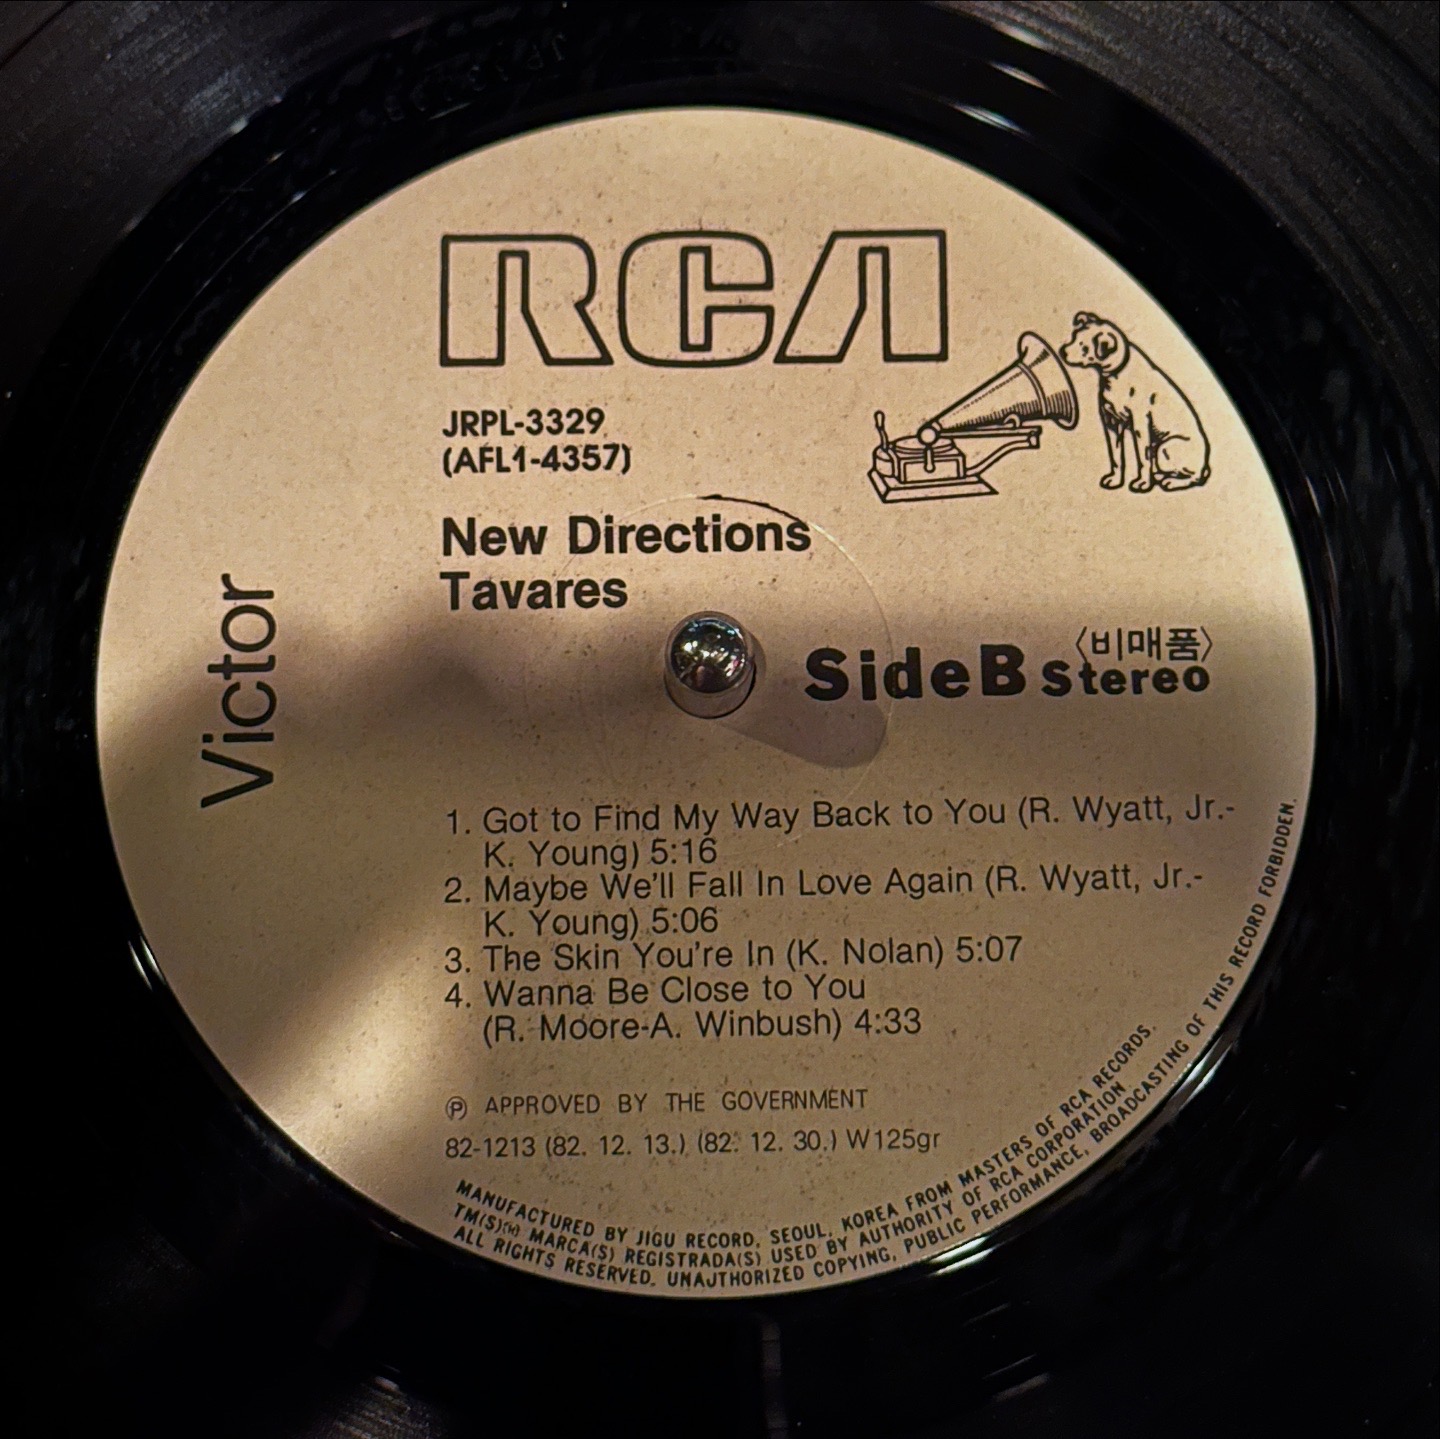 RCA
JRPL-3329
(AFL1-4357)
New Directions
Tavares
Victor
〈비매품〉
Side B stereo
1. Got to Find My Way Back to You (R. Wyatt, Jr.-
K. Young) 5:16
2. Maybe We'll Fall In Love Again (R. Wyatt, Jr.-
K. Young) 5:06
3. The Skin You're In (K. Nolan) 5:07
4. Wanna Be Close to You
(R. Moore-A. Winbush) 4:33
Ⓟ APPROVED BY THE GOVERNMENT
82-1213 (82. 12. 13.) (82. 12. 30.) W125gr
MANUFACTURED BY JIGU RECORD, SEOUL, KOREA FROM MASTERS OF RCA RECORDS.
TM(S)® MARCA(S) REGISTRADA(S) USED BY AUTHORITY OF RCA CORPORATION
ALL RIGHTS RESERVED. UNAUTHORIZED COPYING, PUBLIC PERFORMANCE, BROADCASTING OF THIS RECORD FORBIDDEN.